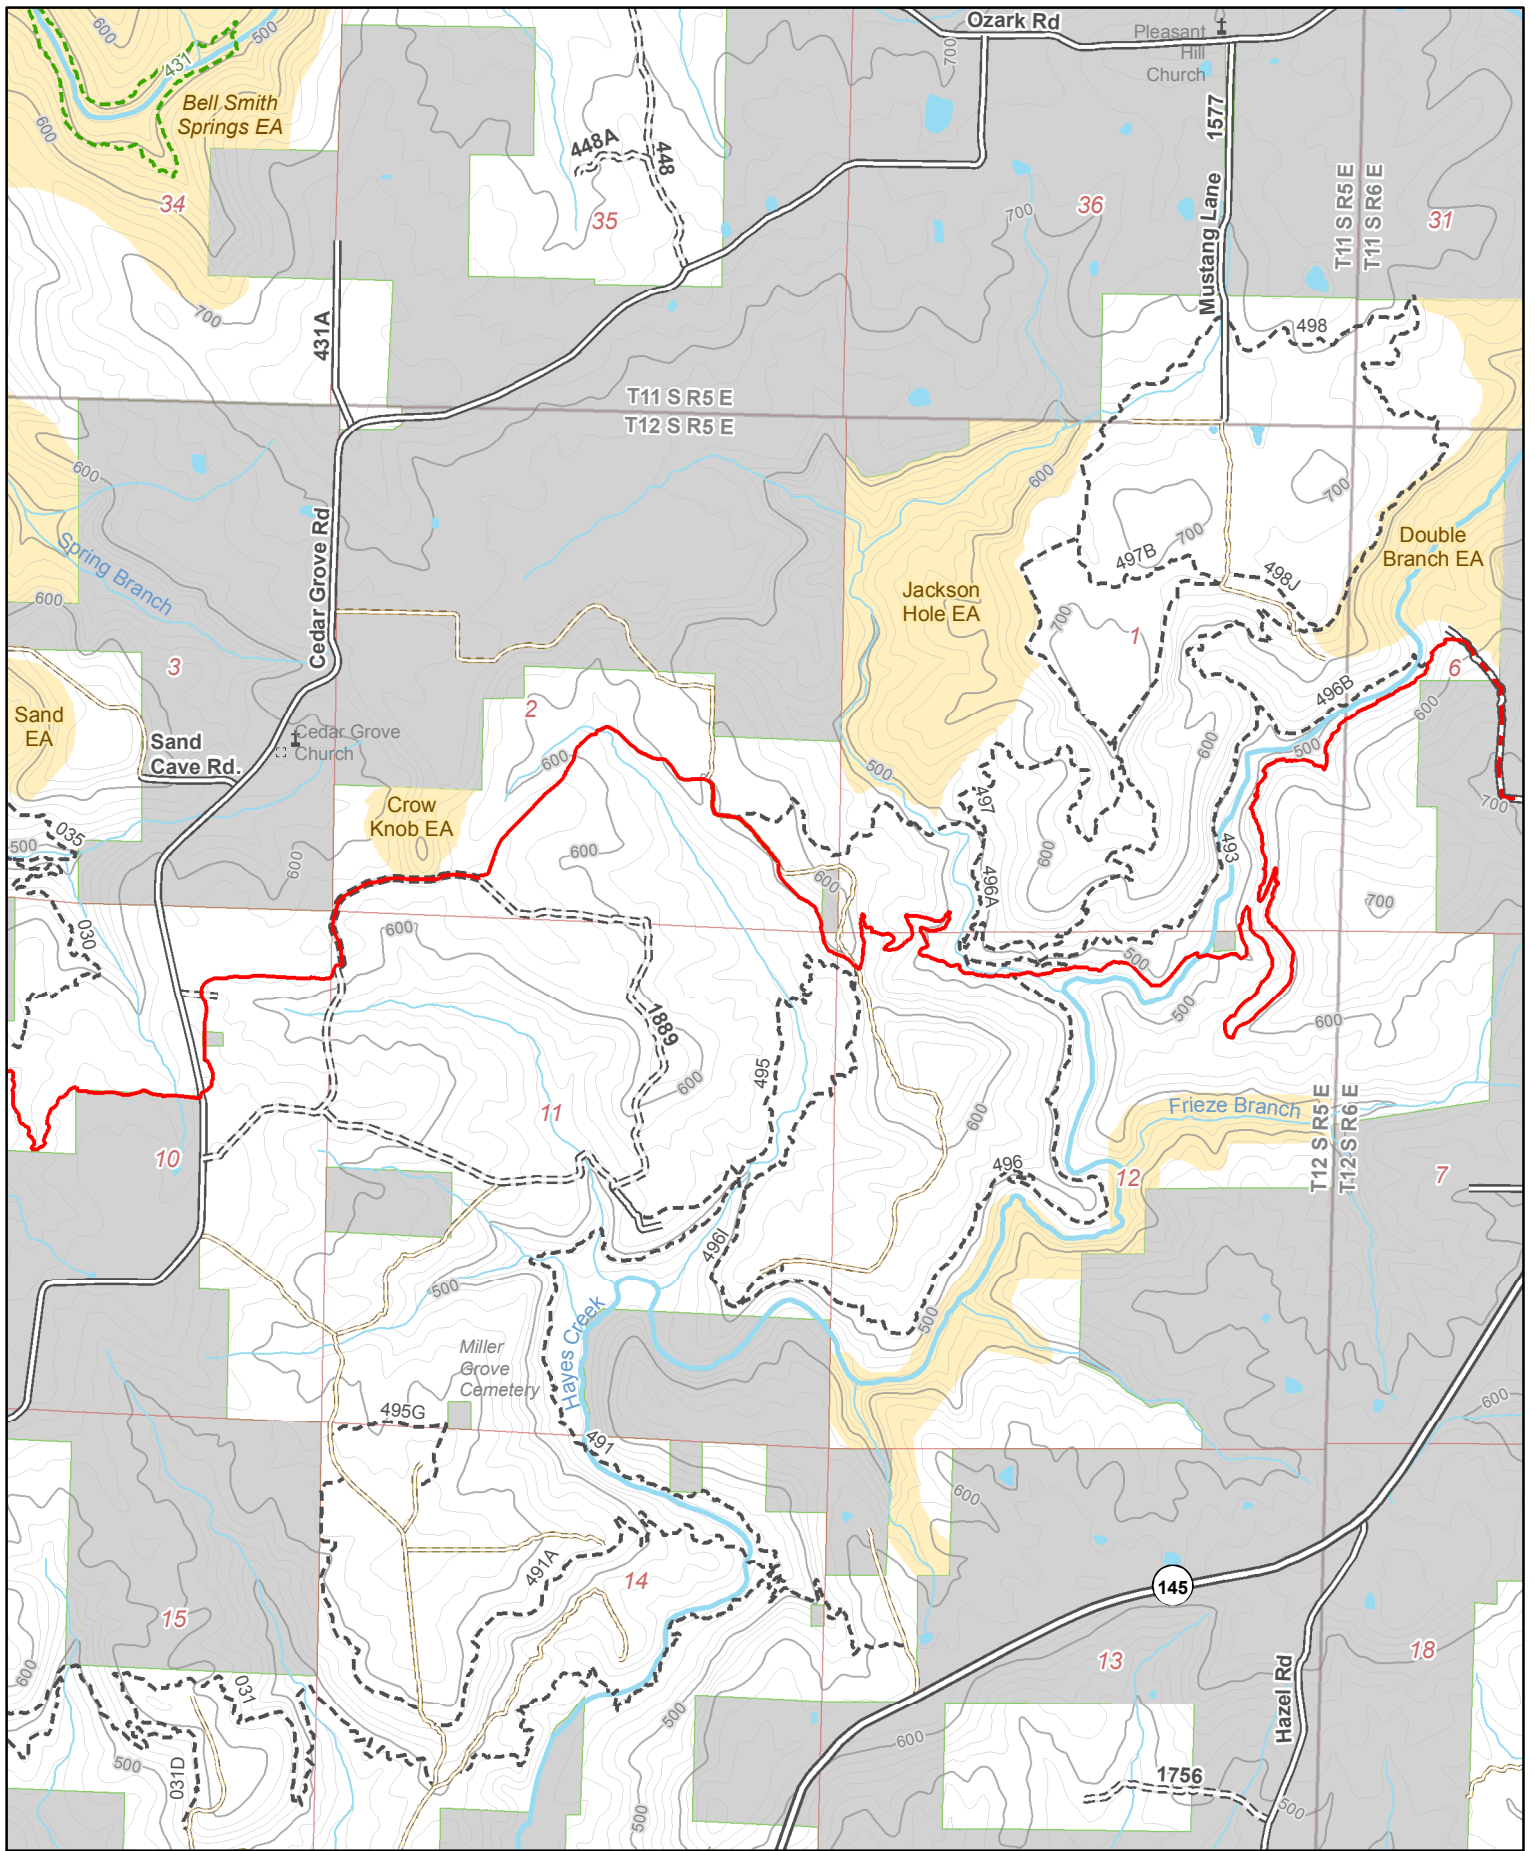 Ozark Rd
Pleasant
Hill
Church
600
500
431
Bell Smith
Springs EA
700
600
448A
448
1577
34
35
700
36
T11 S R5 E
T11 S R6 E
31
Mustang Lane
700
431A
498
T11 S R5 E
T12 S R5 E
600
600
700
Cedar Grove Rd
Spring Branch
700
497B
498J
Double
Branch EA
Jackson
Hole EA
600
700
1
3
6
496B
2
600
Sand
EA
Sand
Cave Rd.
Cedar Grove
Church
600
500
600
500
700
Crow
Knob EA
497
035
500
600
600
493
600
600
496A
700
030
600
500
500
1889
600
495
600
11
600
Frieze Branch
T12 S R5 E
T12 S R6 E
10
496
12
7
496I
500
Hayes Creek
500
Miller
Grove
Cemetery
600
495G
491
600
491A
14
145
15
13
18
600
031
Hazel Rd
500
600
500
031D
1756
500
500